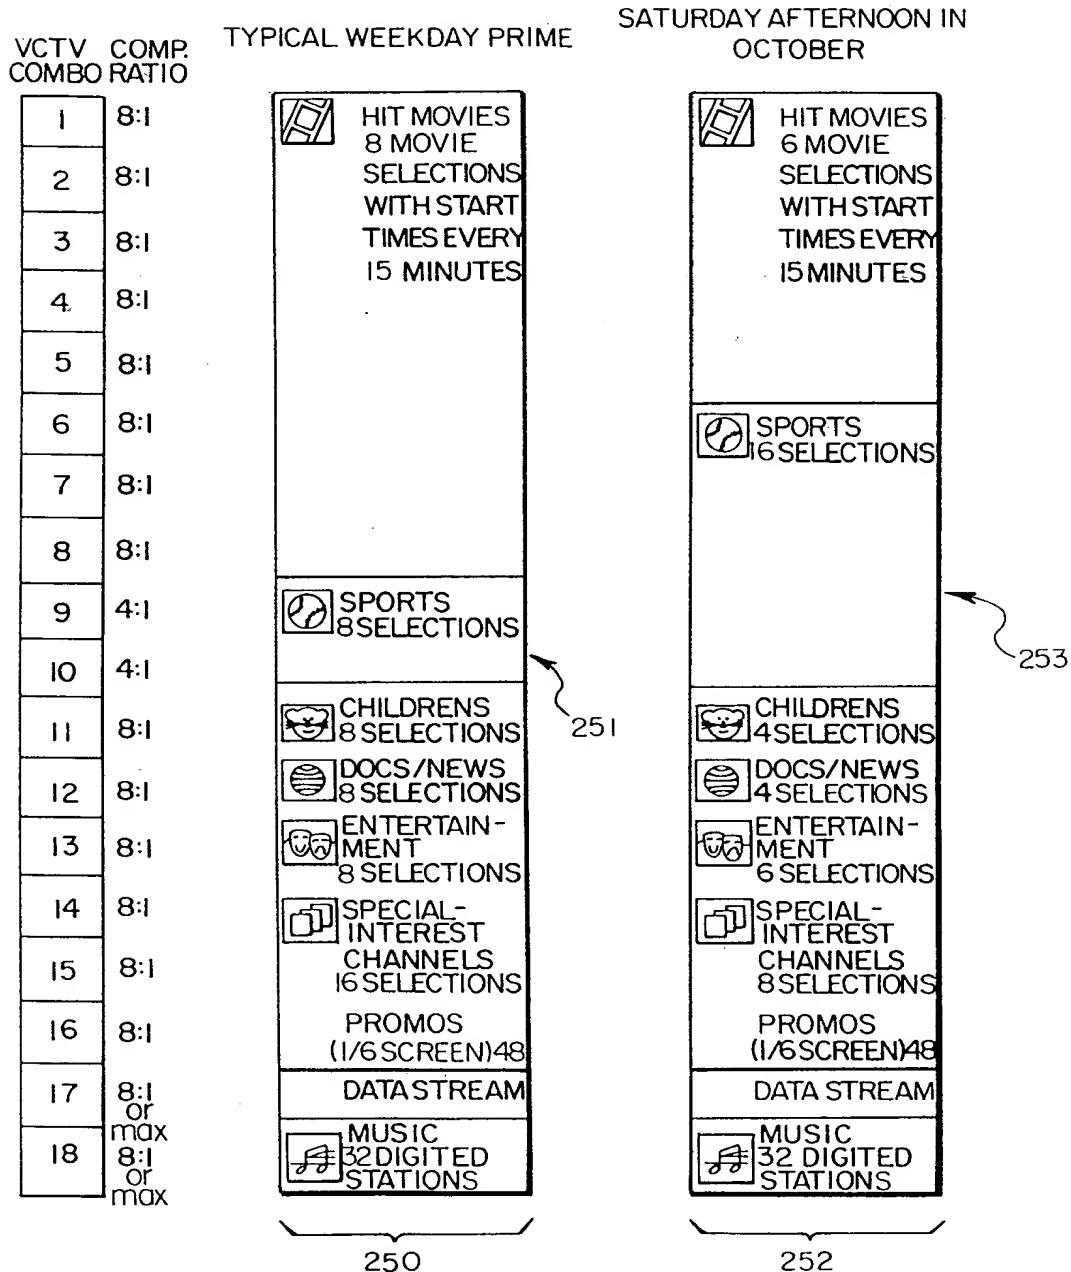 VCTV COMBO
COMP. RATIO
1 8:1
2 8:1
3 8:1
4 8:1
5 8:1
6 8:1
7 8:1
8 8:1
9 4:1
10 4:1
11 8:1
12 8:1
13 8:1
14 8:1
15 8:1
16 8:1
17 8:1 or max
18 8:1 or max
TYPICAL WEEKDAY PRIME
HIT MOVIES
8 MOVIE
SELECTIONS
WITH START
TIMES EVERY
15 MINUTES
SPORTS
8 SELECTIONS
251
CHILDRENS
8 SELECTIONS
DOCS/NEWS
8 SELECTIONS
ENTERTAIN-
MENT
8 SELECTIONS
SPECIAL-
INTEREST
CHANNELS
16 SELECTIONS
PROMOS
(1/6 SCREEN) 48
DATA STREAM
MUSIC
32 DIGITED
STATIONS
250
SATURDAY AFTERNOON IN
OCTOBER
HIT MOVIES
6 MOVIE
SELECTIONS
WITH START
TIMES EVERY
15 MINUTES
SPORTS
16 SELECTIONS
253
CHILDRENS
4 SELECTIONS
DOCS/NEWS
4 SELECTIONS
ENTERTAIN-
MENT
6 SELECTIONS
SPECIAL-
INTEREST
CHANNELS
8 SELECTIONS
PROMOS
(1/6 SCREEN) 48
DATA STREAM
MUSIC
32 DIGITED
STATIONS
252